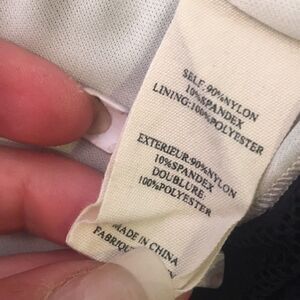 SELF:90%NYLON
10%SPANDEX
LINING:100%POLYESTER
EXTERIEUR:90%NYLON
10%SPANDEX
DOUBLURE:
100%POLYESTER
MADE IN CHINA